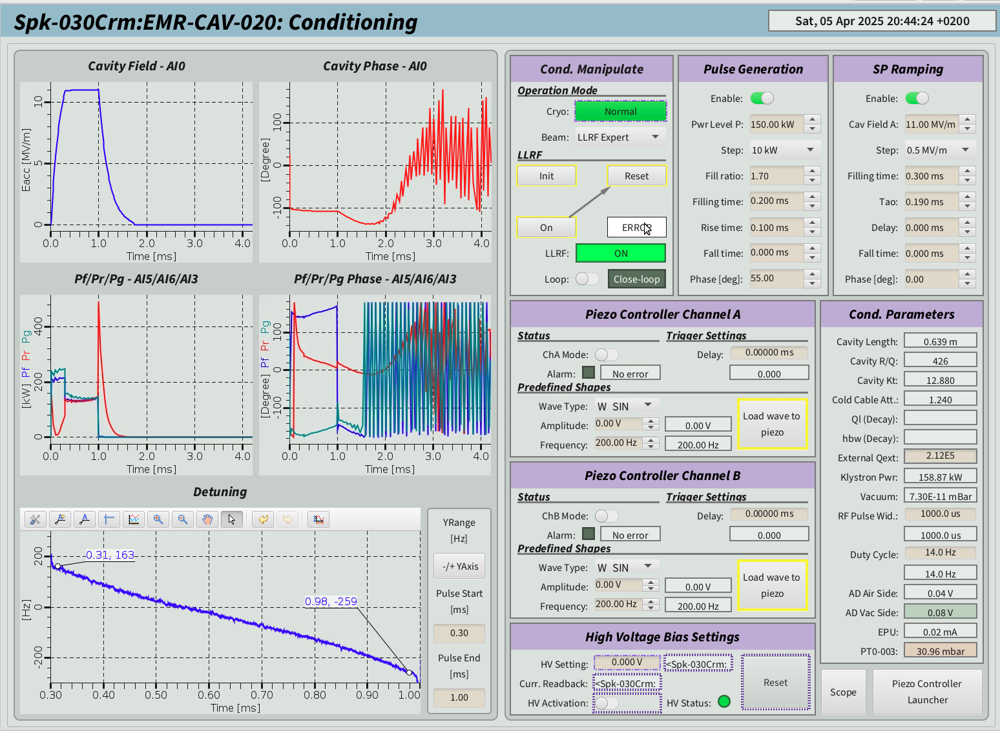 Spk-030Crm:EMR-CAV-020: Conditioning
Sat, 05 Apr 2025 20:44:24 +0200
Cavity Field - AI0
Eacc [MV/m]
10
5
0
0.0 1.0 2.0 3.0 4.0
Time [ms]
Cavity Phase - AI0
[Degree]
100
0
-100
0.0 1.0 2.0 3.0 4.0
Time [ms]
Pf/Pr/Pg - AI5/AI6/AI3
[kW] Pf Pr Pg
400
200
0
0.0 1.0 2.0 3.0 4.0
Time [ms]
Pf/Pr/Pg Phase - AI5/AI6/AI3
[Degree] Pf Pr Pg
100
0
-100
0.0 1.0 2.0 3.0 4.0
Time [ms]
Detuning
[Hz]
200
0
-200
0.31, 163
0.98, -259
0.30 0.40 0.50 0.60 0.70 0.80 0.90 1.00
Time [ms]
YRange
[Hz]
-/+ YAxis
Pulse Start
[ms]
0.30
Pulse End
[ms]
1.00
Cond. Manipulate
Operation Mode
Cryo: Normal
Beam: LLRF Expert
LLRF
Init Reset
On ERROR
LLRF: ON
Loop: Close-loop
Pulse Generation
Enable:
Pwr Level P: 150.00 kW
Step: 10 kW
Fill ratio: 1.70
Filling time: 0.200 ms
Rise time: 0.100 ms
Fall time: 0.000 ms
Phase [deg]: 55.00
SP Ramping
Enable:
Cav Field A: 11.00 MV/m
Step: 0.5 MV/m
Filling time: 0.300 ms
Tao: 0.190 ms
Delay: 0.000 ms
Fall time: 0.000 ms
Phase [deg]: 0.00
Piezo Controller Channel A
Status Trigger Settings
ChA Mode: Delay: 0.00000 ms
Alarm: No error 0.000
Predefined Shapes
Wave Type: W_SIN
Amplitude: 0.00 V 0.00 V
Frequency: 200.00 Hz 200.00 Hz
Load wave to
piezo
Piezo Controller Channel B
Status Trigger Settings
ChB Mode: Delay: 0.00000 ms
Alarm: No error 0.000
Predefined Shapes
Wave Type: W_SIN
Amplitude: 0.00 V 0.00 V
Frequency: 200.00 Hz 200.00 Hz
Load wave to
piezo
High Voltage Bias Settings
HV Setting: 0.000 V <Spk-030Crm:
Curr. Readback: <Spk-030Crm:
HV Activation: HV Status:
Reset
Cond. Parameters
Cavity Length: 0.639 m
Cavity R/Q: 426
Cavity Kt: 12.880
Cold Cable Att.: 1.240
Ql (Decay):
hbw (Decay):
External Qext: 2.12E5
Klystron Pwr: 158.87 kW
Vacuum: 7.30E-11 mBar
RF Pulse Wid.: 1000.0 us
1000.0 us
Duty Cycle: 14.0 Hz
14.0 Hz
AD Air Side: 0.04 V
AD Vac Side: 0.08 V
EPU: 0.02 mA
PT0-003: 30.96 mbar
Scope
Piezo Controller
Launcher